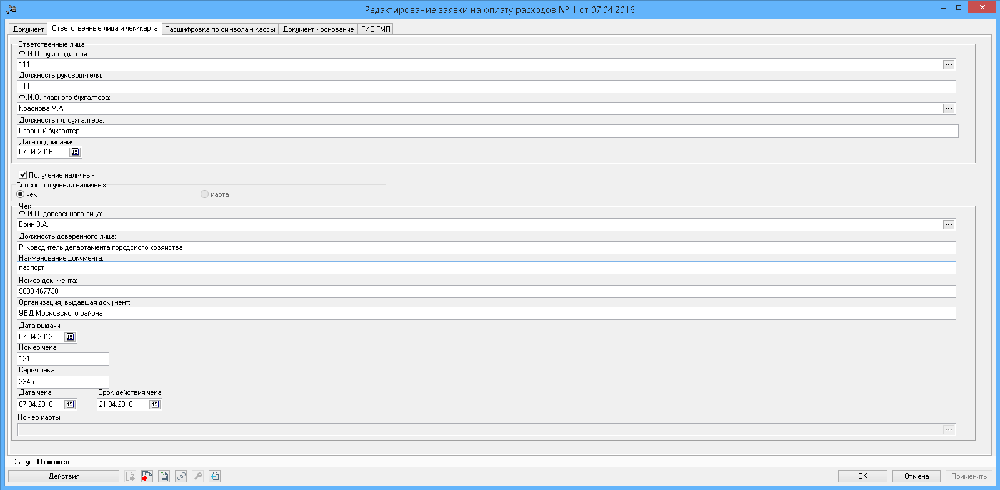 Редактирование заявки на оплату расходов № 1 от 07.04.2016
Документ Ответственные лица и чек/карта Расшифровка по символам кассы Документ - основание ГИС ГМП
Ответственные лица
Ф.И.О. руководителя:
111
Должность руководителя:
11111
Ф.И.О. главного бухгалтера:
Краснова М.А.
Должность гл. бухгалтера:
Главный бухгалтер
Дата подписания:
07.04.2016 15
Получение наличных
Способ получения наличных
чек карта
Чек
Ф.И.О. доверенного лица:
Ерин В.А.
Должность доверенного лица:
Руководитель департамента городского хозяйства
Наименование документа:
паспорт
Номер документа:
9809 467738
Организация, выдавшая документ:
УВД Московского района
Дата выдачи:
07.04.2013 15
Номер чека:
121
Серия чека:
3345
Дата чека: Срок действия чека:
07.04.2016 15 21.04.2016 15
Номер карты:
Статус: Отложен
Действия ОК Отмена Применить